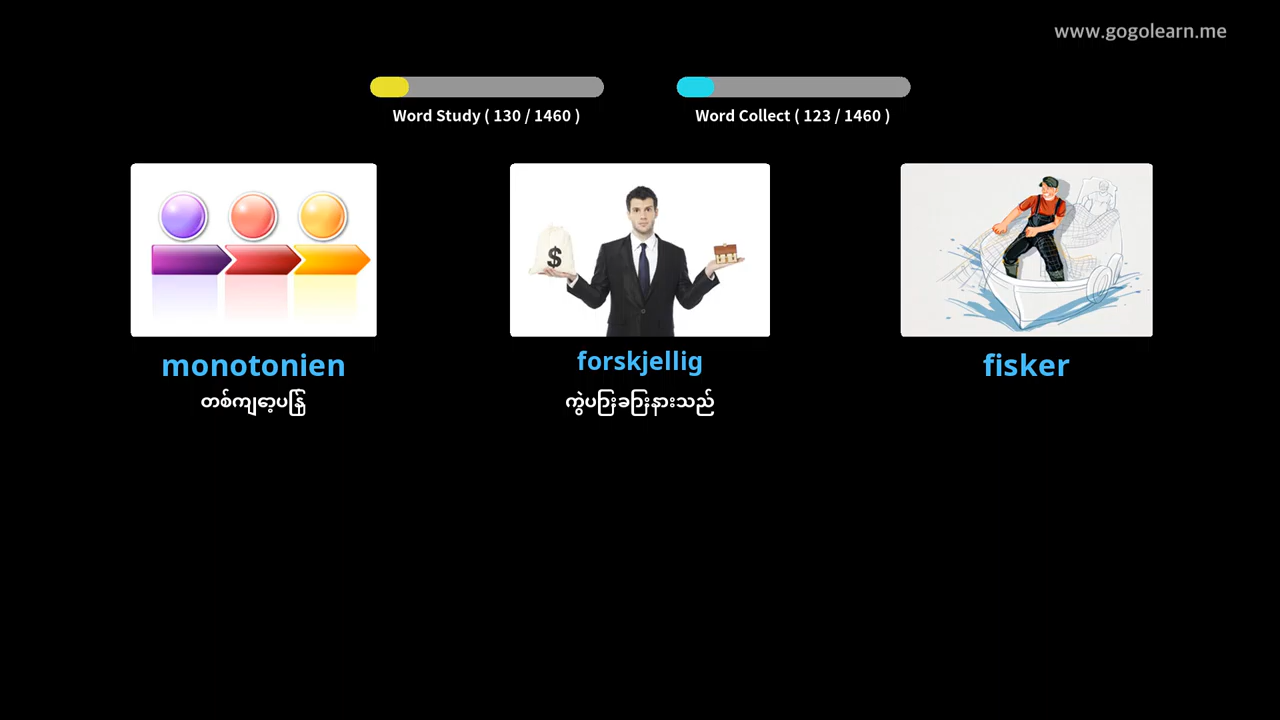 www.gogolearn.me
Word Study ( 130 / 1460 )
Word Collect ( 123 / 1460 )
$
monotonien
forskjellig
fisker
တစ်ကျော့ပြန်
ကွဲပြားခြားနားသည်